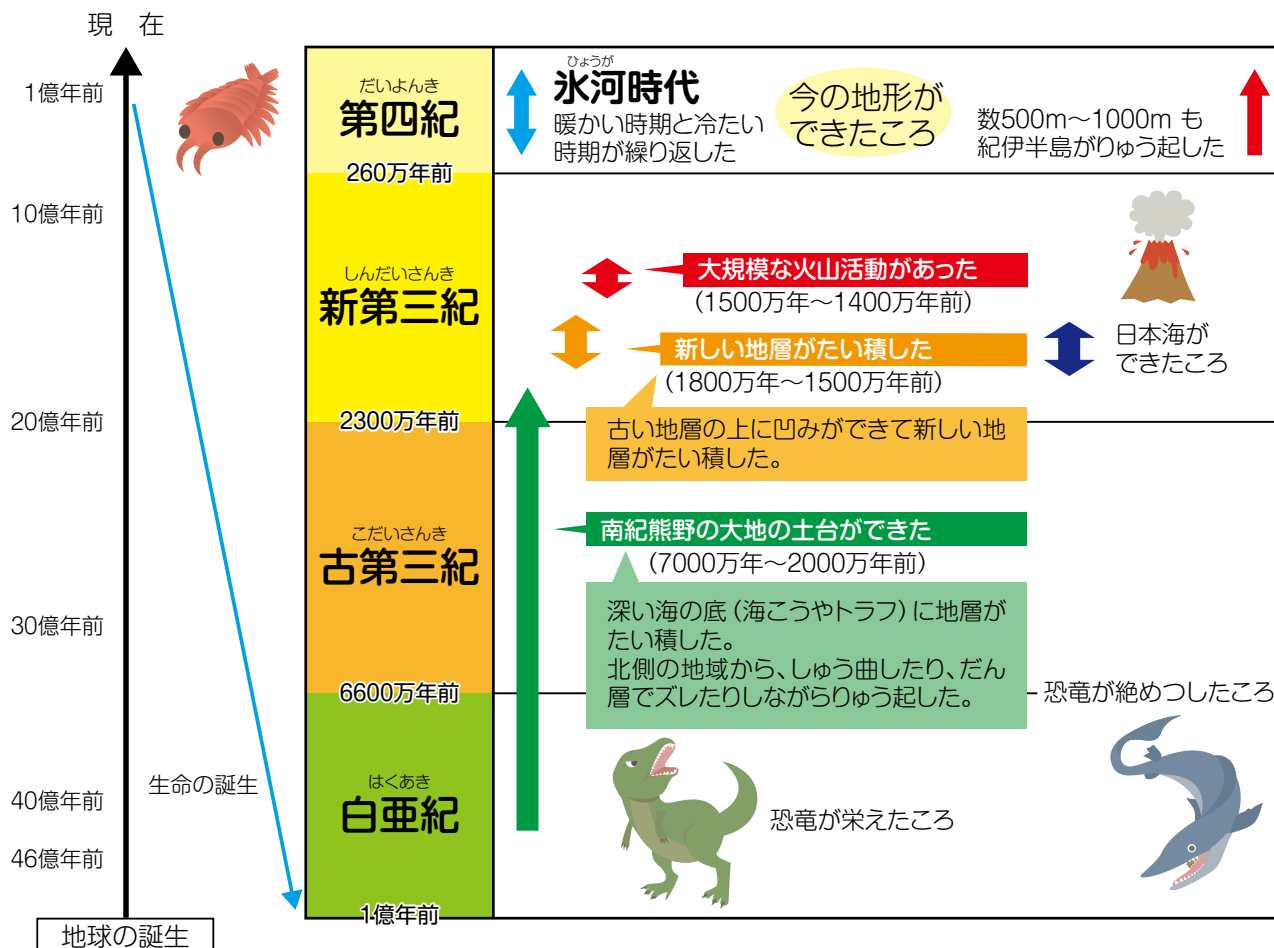 現　在
1億年前
10億年前
20億年前
30億年前
40億年前
46億年前
地球の誕生
生命の誕生
だいよんき
第四紀
260万年前
しんだいさんき
新第三紀
2300万年前
こだいさんき
古第三紀
6600万年前
はくあき
白亜紀
1億年前
ひょうが
氷河時代
暖かい時期と冷たい
時期が繰り返した
今の地形が
できたころ
数500m～1000m も
紀伊半島がりゅう起した
大規模な火山活動があった
(1500万年～1400万年前)
新しい地層がたい積した
(1800万年～1500万年前)
日本海が
できたころ
古い地層の上に凹みができて新しい地
層がたい積した。
南紀熊野の大地の土台ができた
(7000万年～2000万年前)
深い海の底（海こうやトラフ）に地層が
たい積した。
北側の地域から、しゅう曲したり、だん
層でズレたりしながらりゅう起した。
恐竜が絶めつしたころ
恐竜が栄えたころ